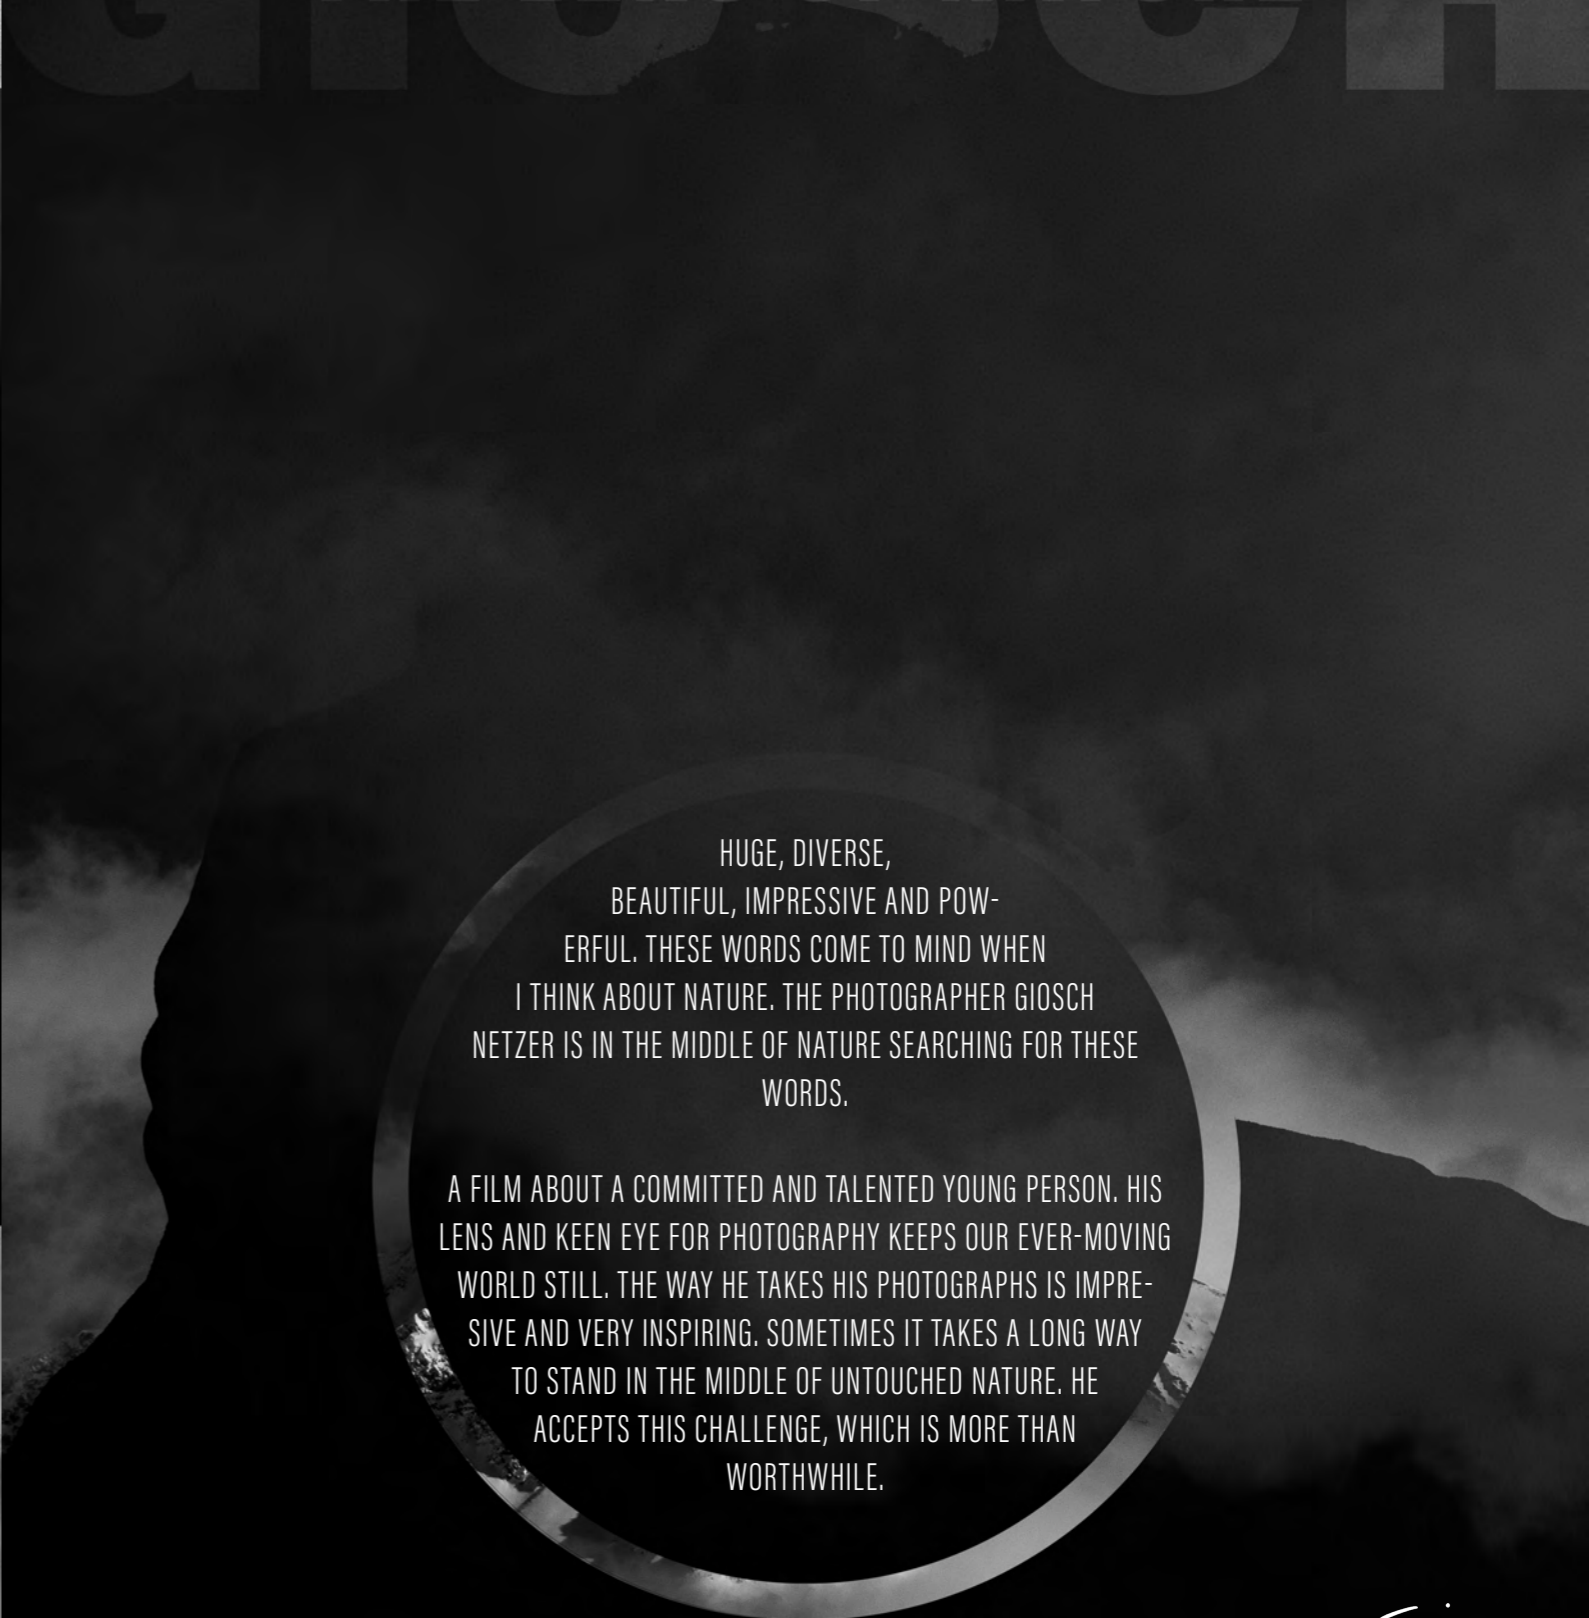 GIOSCH
HUGE, DIVERSE,
BEAUTIFUL, IMPRESSIVE AND POW-
ERFUL. THESE WORDS COME TO MIND WHEN
I THINK ABOUT NATURE. THE PHOTOGRAPHER GIOSCH
NETZER IS IN THE MIDDLE OF NATURE SEARCHING FOR THESE
WORDS.
A FILM ABOUT A COMMITTED AND TALENTED YOUNG PERSON. HIS
LENS AND KEEN EYE FOR PHOTOGRAPHY KEEPS OUR EVER-MOVING
WORLD STILL. THE WAY HE TAKES HIS PHOTOGRAPHS IS IMPRE-
SIVE AND VERY INSPIRING. SOMETIMES IT TAKES A LONG WAY
TO STAND IN THE MIDDLE OF UNTOUCHED NATURE. HE
ACCEPTS THIS CHALLENGE, WHICH IS MORE THAN
WORTHWHILE.